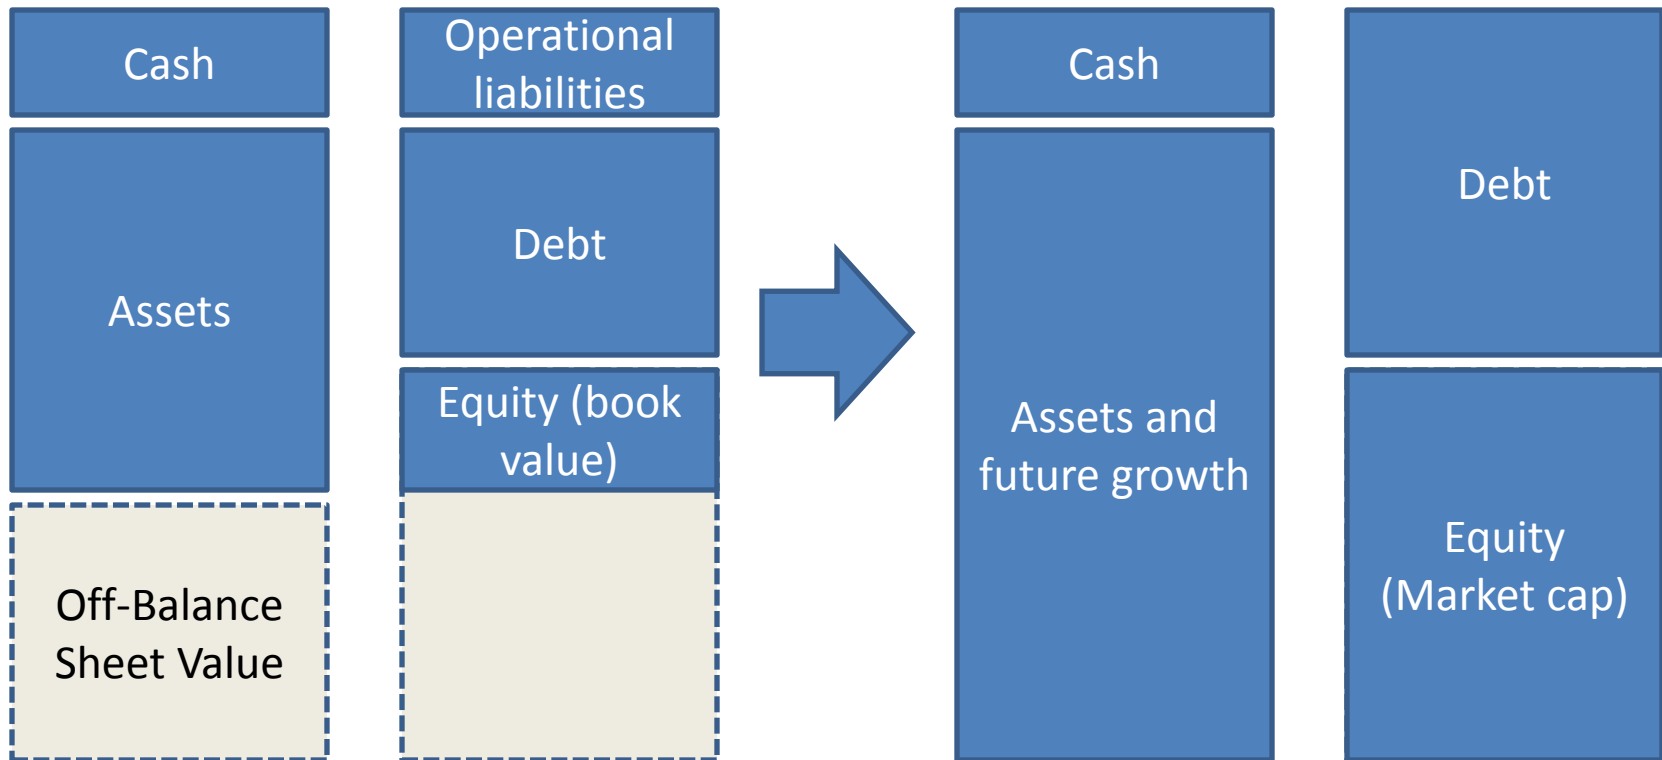 Cash
Assets
Off-Balance
Sheet Value
Operational
liabilities
Debt
Equity (book
value)
Cash
Assets and
future growth
Debt
Equity
(Market cap)